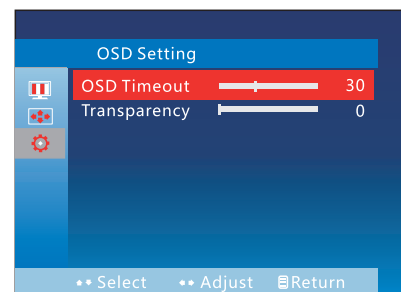 OSD Setting
OSD Timeout 30
Transparency 0
Select Adjust Return